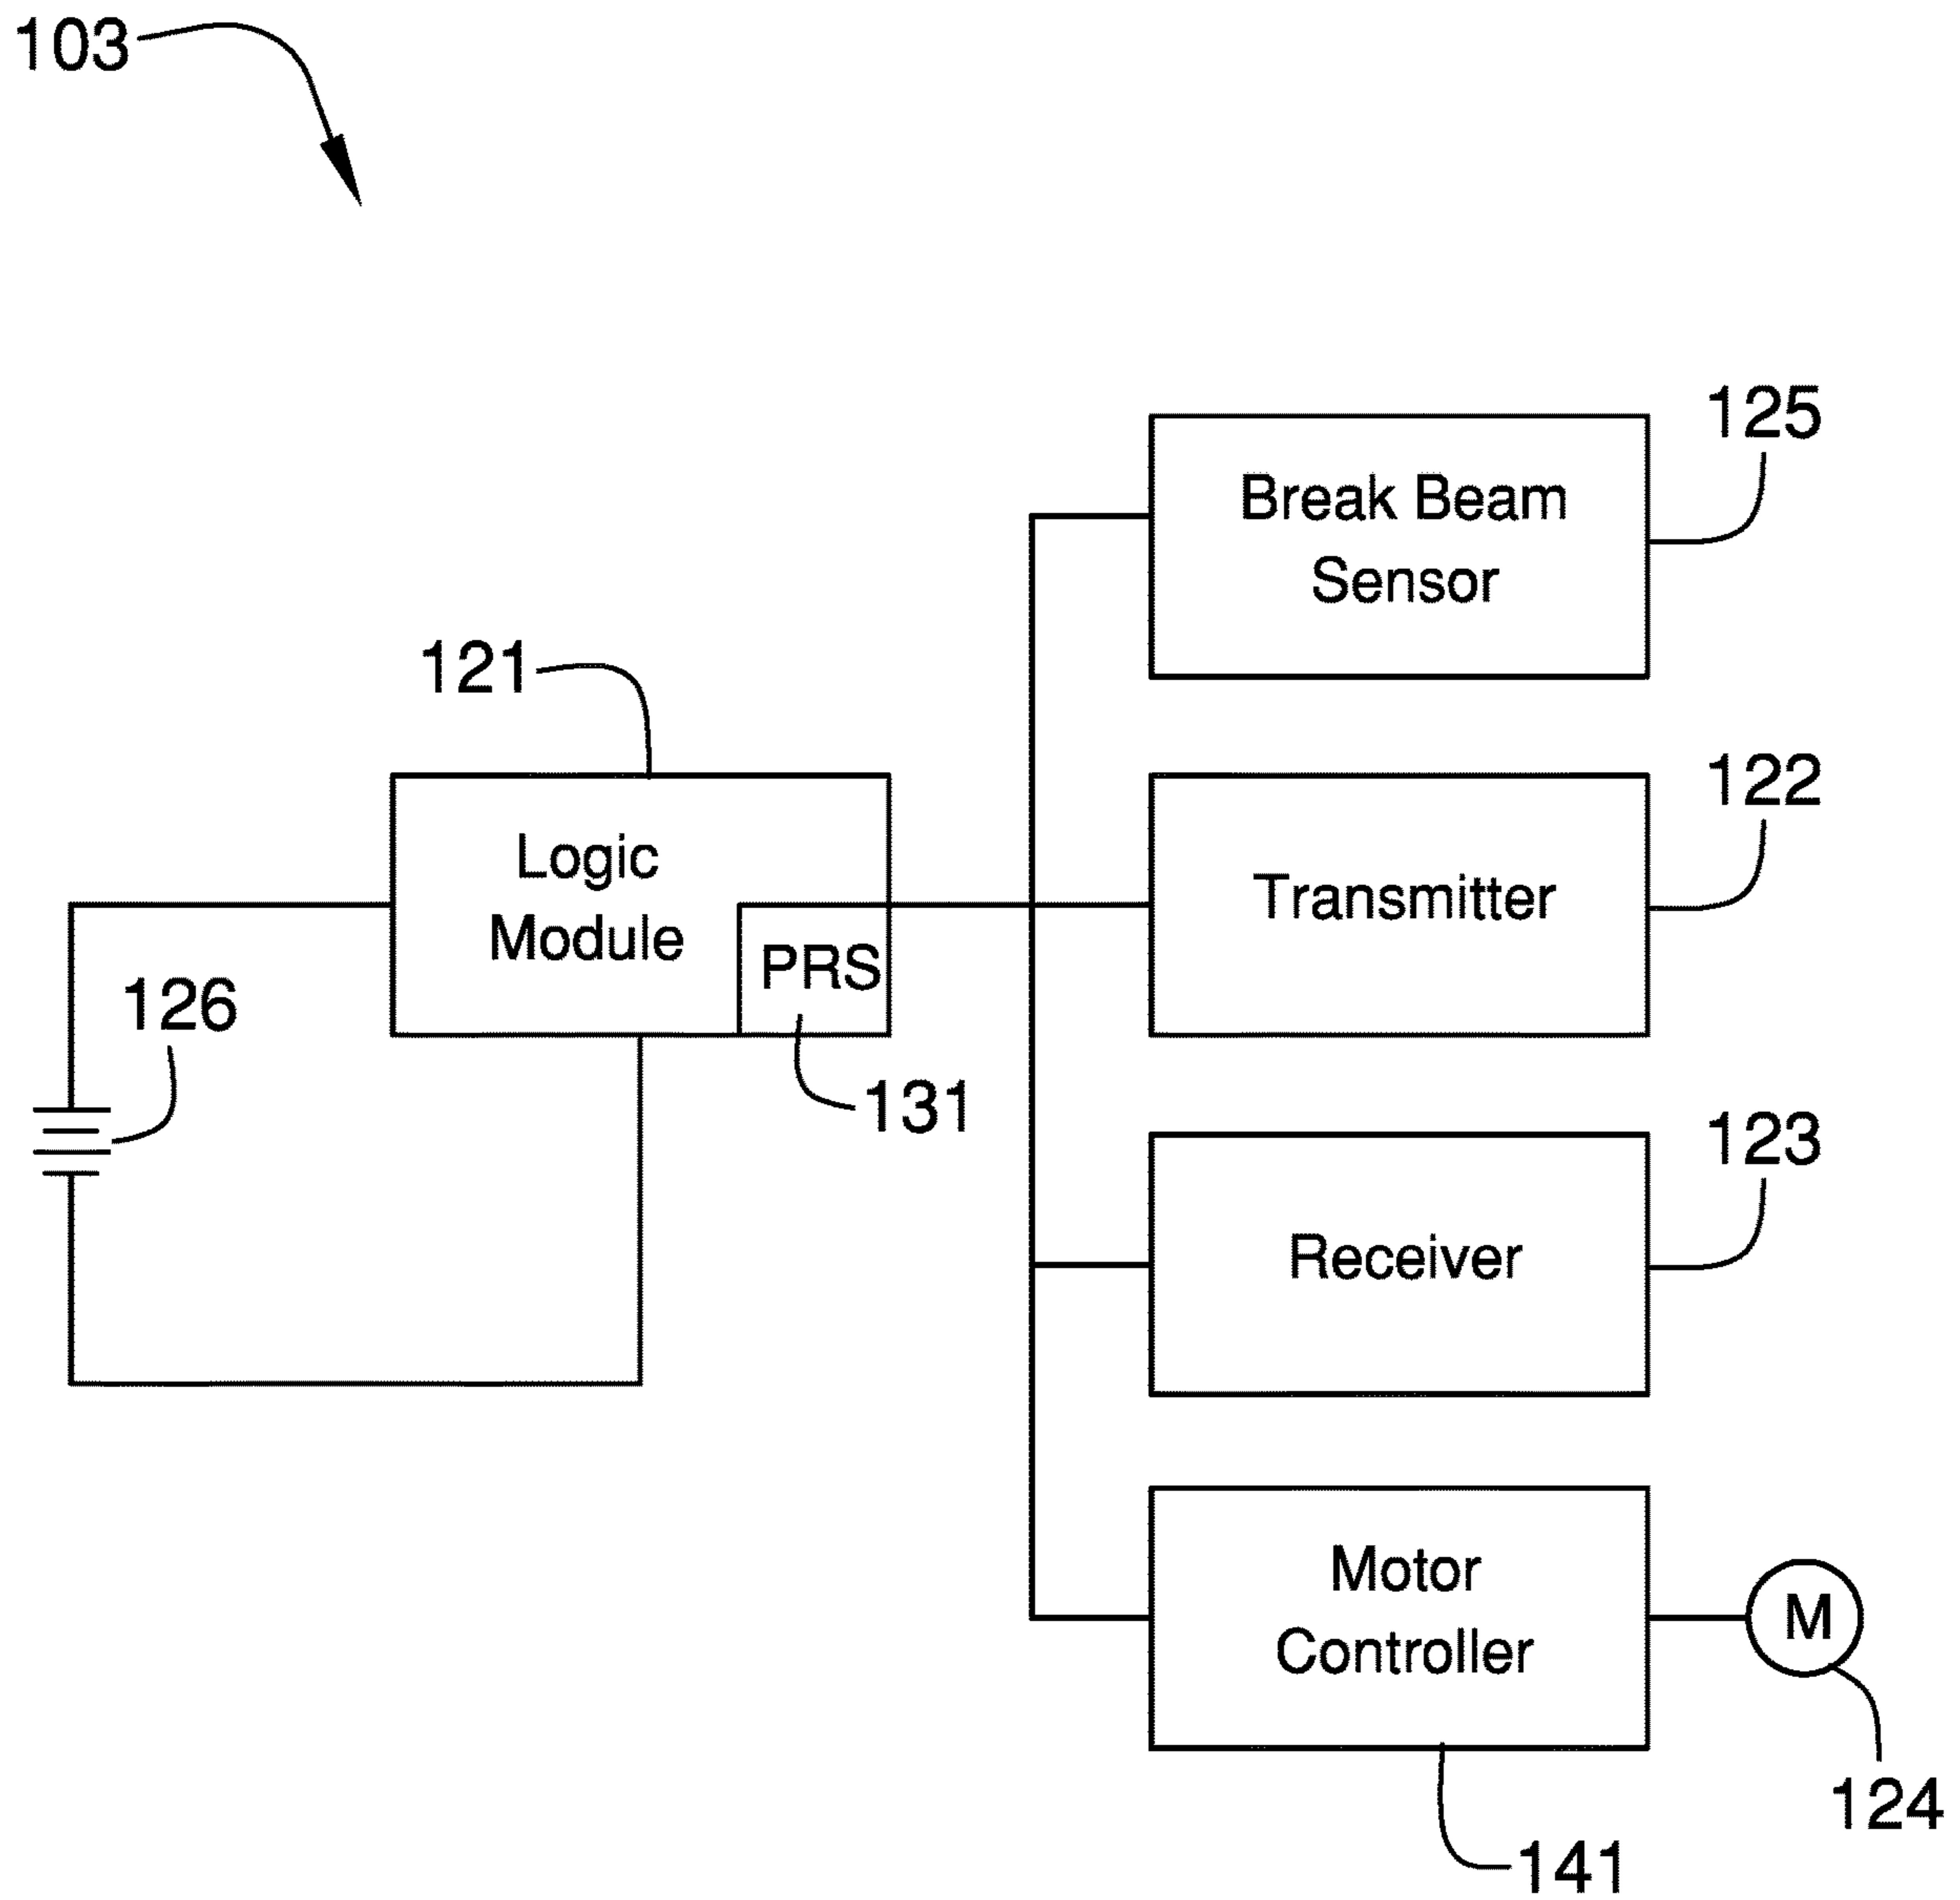 103
125
Break Beam
Sensor
121
122
Logic
Module
Transmitter
PRS
126
131
123
Receiver
Motor
Controller
M
124
141